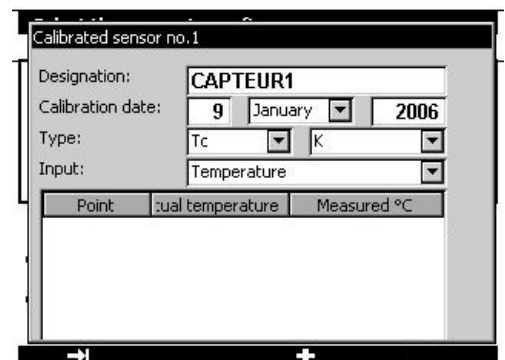 Calibrated sensor no.1
Designation: CAPTEUR1
Calibration date: 9 January 2006
Type: Tc K
Input: Temperature
Point :ual temperature Measured °C